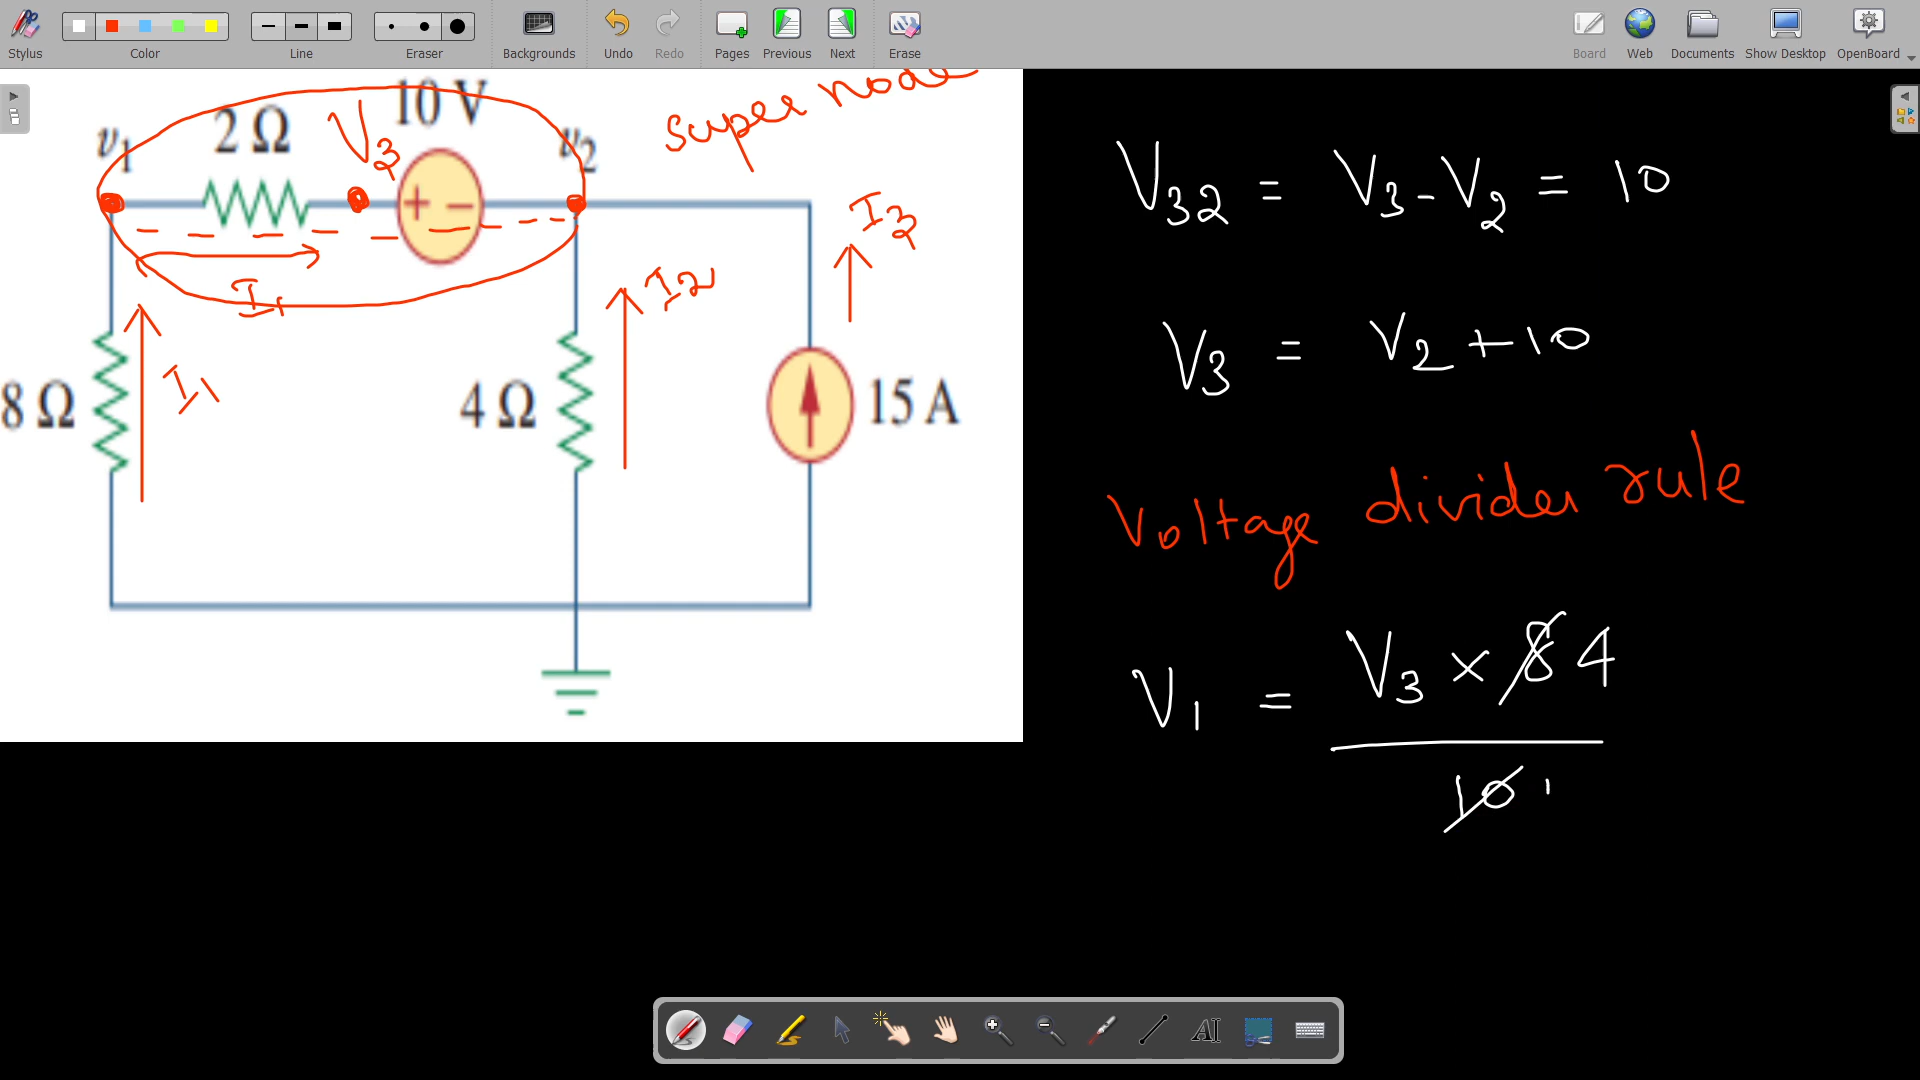 Stylus
Color
Line
Eraser
Backgrounds
Undo
Redo
Pages
Previous
Next
Erase
Board
Web
Documents
Show Desktop
OpenBoard
super node
10 V
2 Ω
V3
v1
v2
I1
I1
I2
I3
8 Ω
4 Ω
15 A
V32 = V3 - V2 = 10
V3 = V2 + 10
Voltage divider rule
V1 = V3 × 8 4
10 1
AI